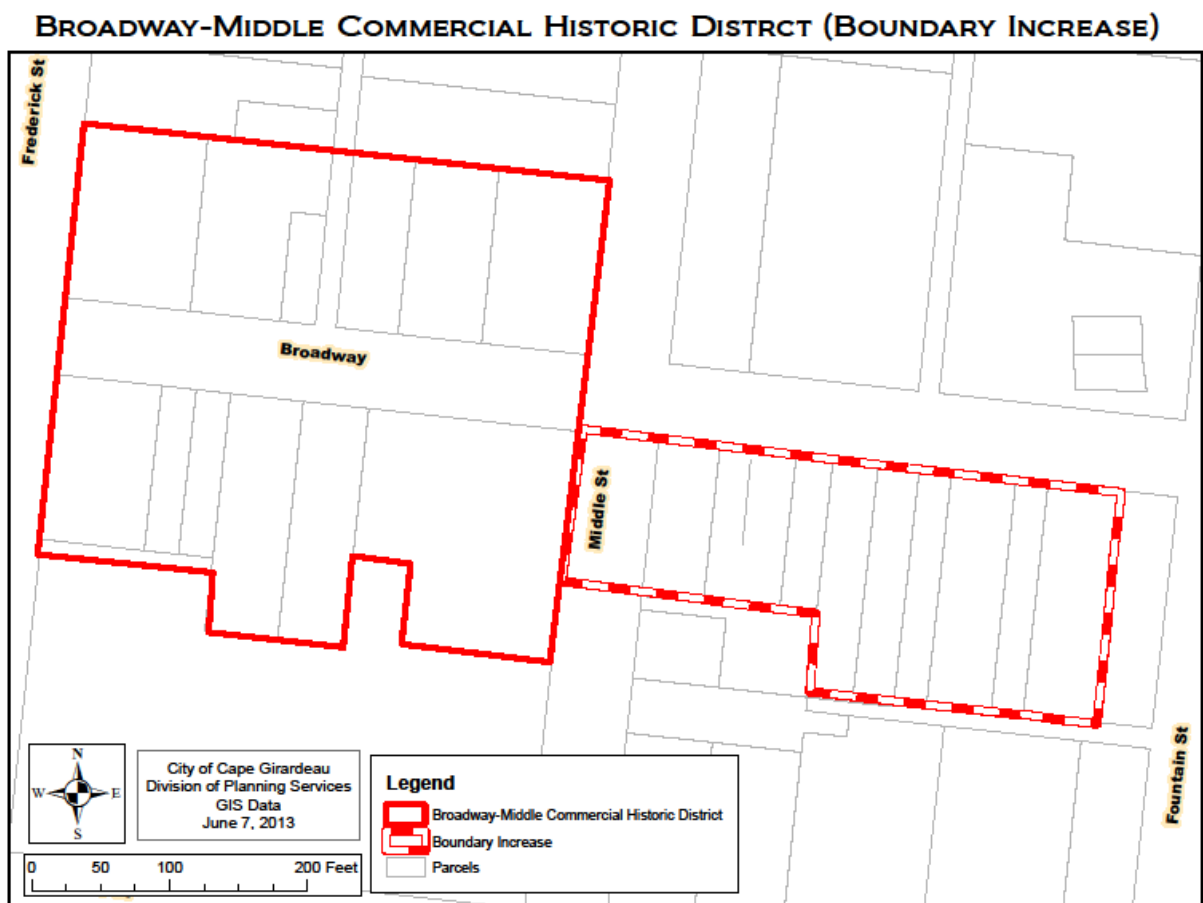 BROADWAY-MIDDLE COMMERCIAL HISTORIC DISTRCT (BOUNDARY INCREASE)
Frederick St
Broadway
Middle St
Fountain St
N
W E
S
City of Cape Girardeau
Division of Planning Services
GIS Data
June 7, 2013
0 50 100 200 Feet
Legend
Broadway-Middle Commercial Historic District
Boundary Increase
Parcels